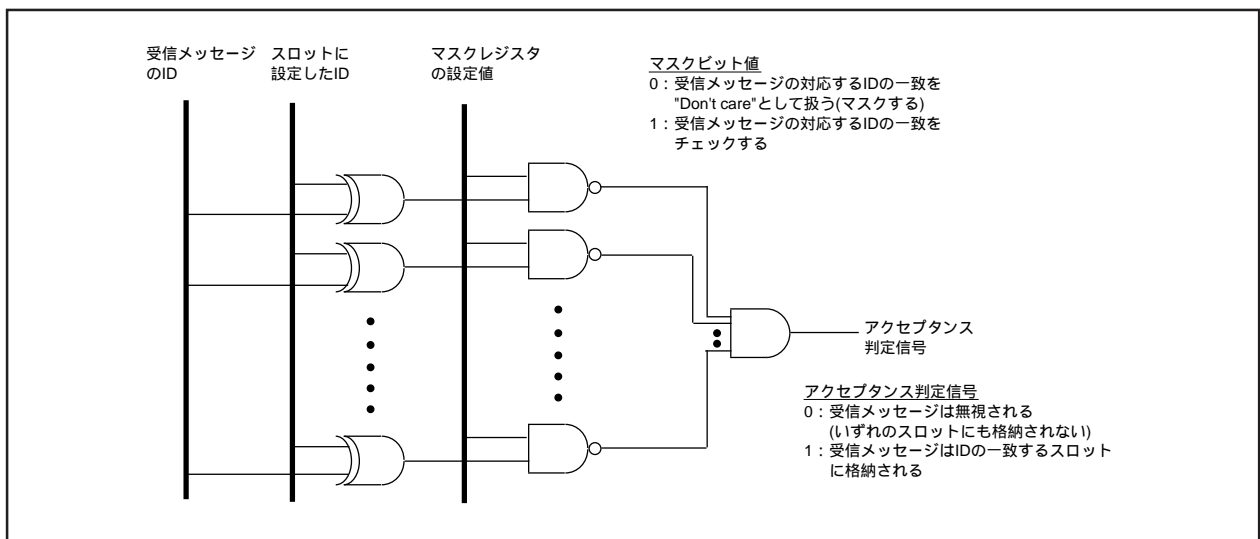 受信メッセージ
のID
スロットに
設定したID
マスクレジスタ
の設定値
マスクビット値
0：受信メッセージの対応するIDの一致を
"Don't care"として扱う(マスクする)
1：受信メッセージの対応するIDの一致を
チェックする
アクセプタンス
判定信号
アクセプタンス判定信号
0：受信メッセージは無視される
(いずれのスロットにも格納されない)
1：受信メッセージはIDの一致するスロット
に格納される